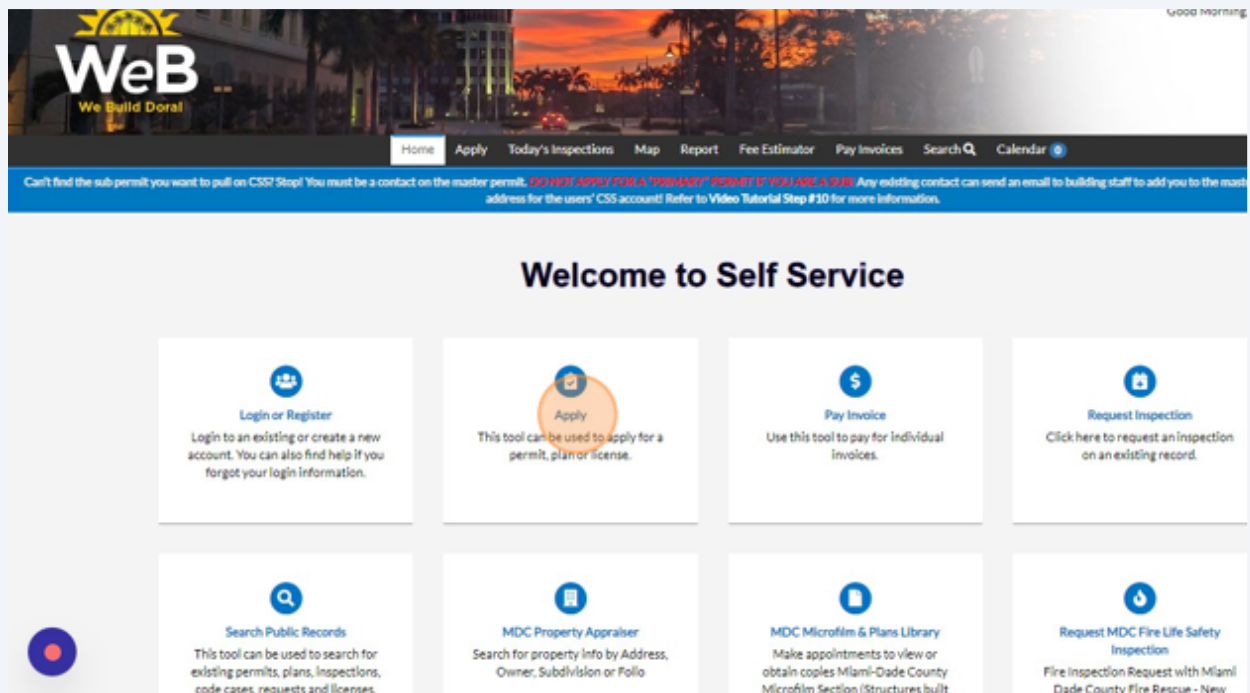 Good Morning,
WeB
We Build Doral
Home Apply Today's Inspections Map Report Fee Estimator Pay Invoices Search Calendar 0
Can't find the sub permit you want to pull on CSS? Stop! You must be a contact on the master permit. DO NOT APPLY FOR A "PRIMARY" PERMIT IF YOU ARE A SUB! Any existing contact can send an email to building staff to add you to the mast
address for the users' CSS account! Refer to Video Tutorial Step #10 for more information.
Welcome to Self Service
Login or Register
Login to an existing or create a new
account. You can also find help if you
forgot your login information.
Apply
This tool can be used to apply for a
permit, plan or license.
Pay Invoice
Use this tool to pay for individual
invoices.
Request Inspection
Click here to request an inspection
on an existing record.
Search Public Records
This tool can be used to search for
existing permits, plans, inspections,
code cases, requests and licenses.
MDC Property Appraiser
Search for property info by Address,
Owner, Subdivision or Folio
MDC Microfilm & Plans Library
Make appointments to view or
obtain copies Miami-Dade County
Microfilm Section (Structures built
Request MDC Fire Life Safety
Inspection
Fire Inspection Request with Miami
Dade County Fire Rescue - New